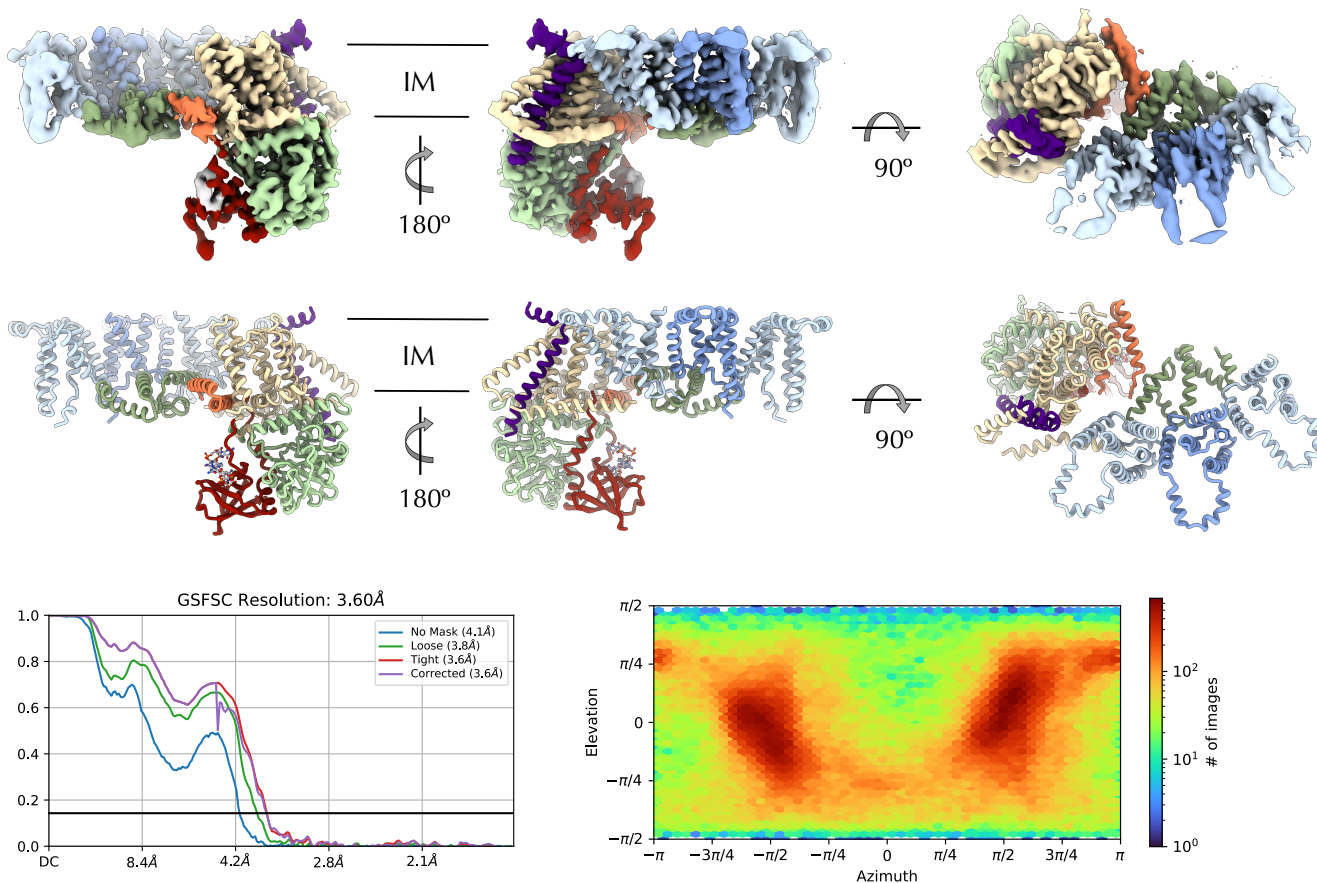 IM
180º
90º
IM
180º
90º
GSFSC Resolution: 3.60Å
1.0
0.8
0.6
0.4
0.2
0.0
DC
8.4Å
4.2Å
2.8Å
2.1Å
No Mask (4.1Å)
Loose (3.8Å)
Tight (3.6Å)
Corrected (3.6Å)
Elevation
π/2
π/4
0
−π/4
−π/2
−π
−3π/4
−π/2
−π/4
0
π/4
π/2
3π/4
π
Azimuth
10²
10¹
10⁰
# of images